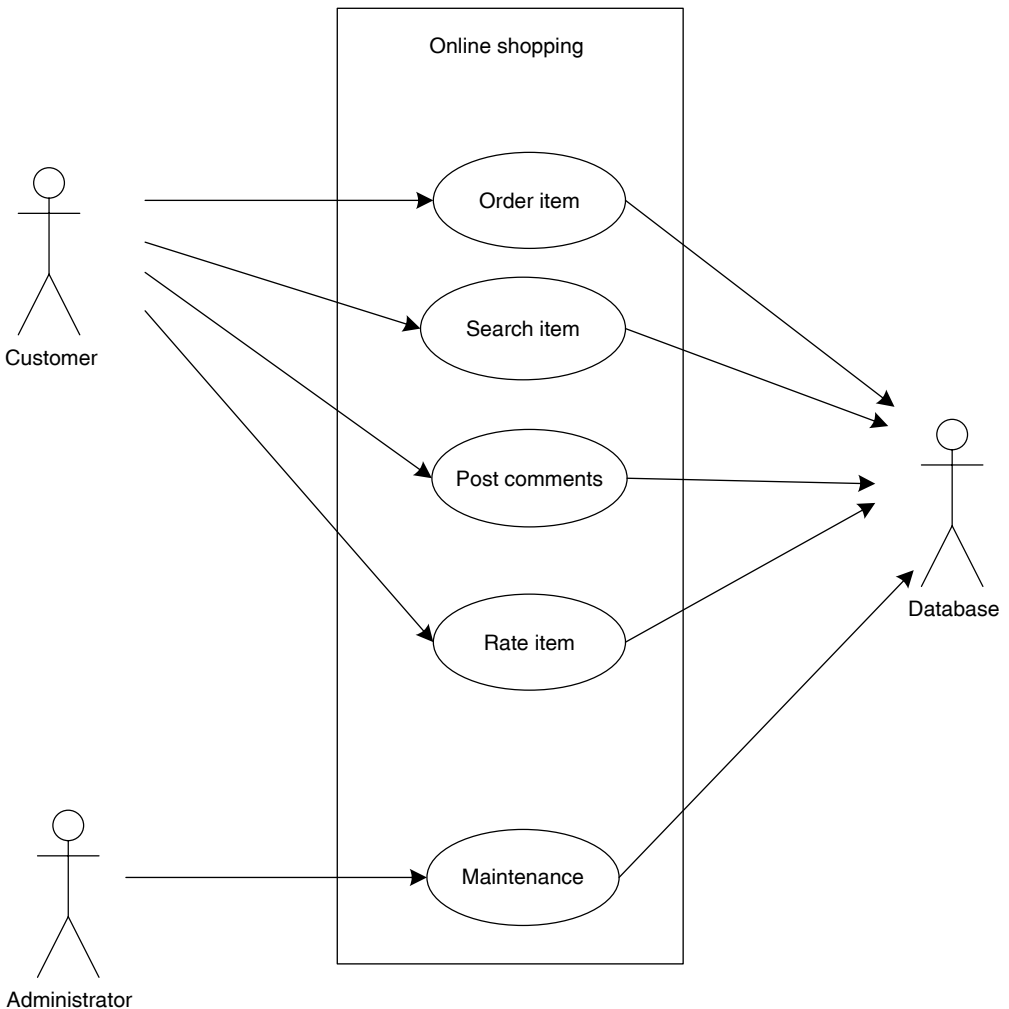 Online shopping
Order item
Search item
Customer
Post comments
Database
Rate item
Maintenance
Administrator